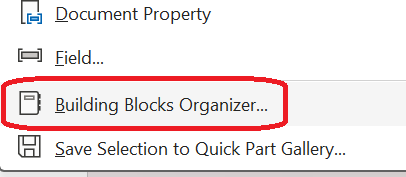 Document Property
Field...
Building Blocks Organizer...
Save Selection to Quick Part Gallery...